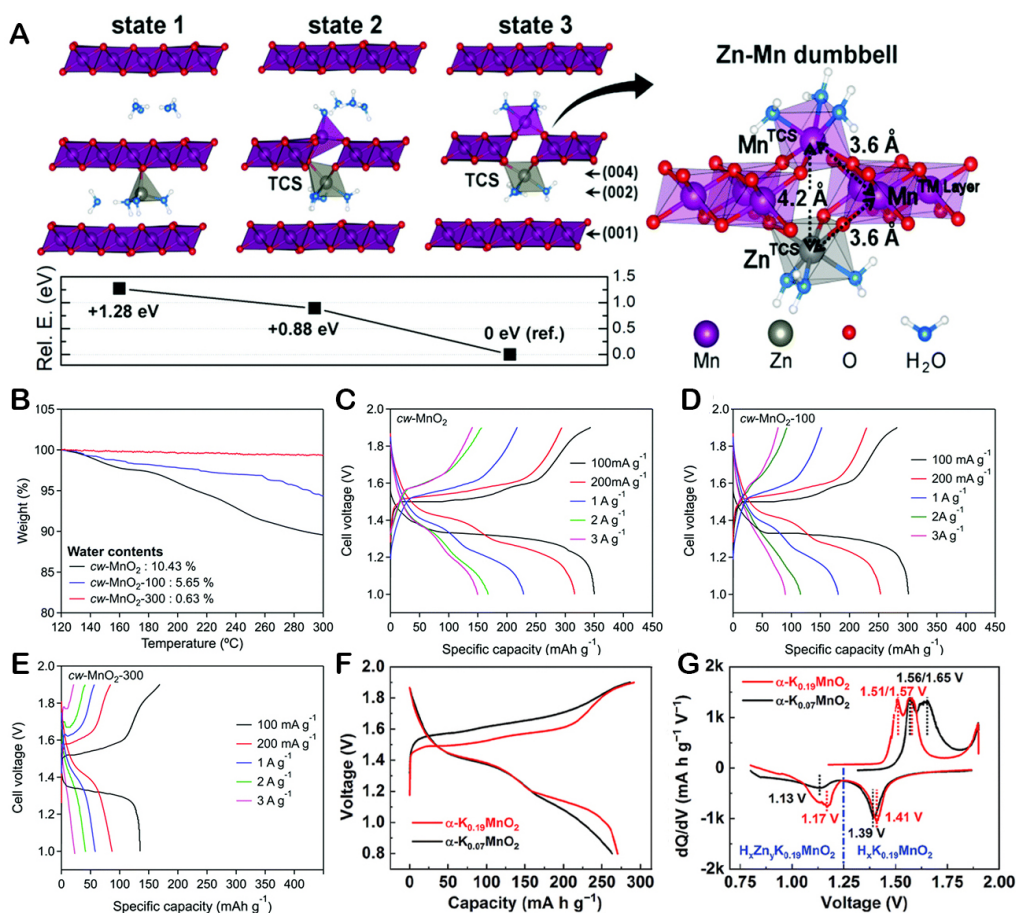 A
state 1
state 2
state 3
Zn-Mn dumbbell
TCS
TCS
(004)
(002)
(001)
Mn^TCS
3.6 Å
4.2 Å
Mn^TM Layer
3.6 Å
Zn^TCS
Mn
Zn
O
H₂O
Rel. E. (eV)
+1.28 eV
+0.88 eV
0 eV (ref.)
1.5
1.0
0.5
0.0
B
105
100
95
90
85
80
Weight (%)
Water contents
cw-MnO₂ : 10.43 %
cw-MnO₂-100 : 5.65 %
cw-MnO₂-300 : 0.63 %
120 140 160 180 200 220 240 260 280 300
Temperature (ºC)
C
cw-MnO₂
2.0
1.8
1.6
1.4
1.2
1.0
Cell voltage (V)
100mA g⁻¹
200mA g⁻¹
1 A g⁻¹
2 A g⁻¹
3 A g⁻¹
0 50 100 150 200 250 300 350 400 450
Specific capacity (mAh g⁻¹)
D
cw-MnO₂-100
2.0
1.8
1.6
1.4
1.2
1.0
Cell voltage (V)
100 mA g⁻¹
200 mA g⁻¹
1 A g⁻¹
2A g⁻¹
3A g⁻¹
0 50 100 150 200 250 300 350 400 450
Specific capacity (mAh g⁻¹)
E
cw-MnO₂-300
2.0
1.8
1.6
1.4
1.2
1.0
Cell voltage (V)
100 mA g⁻¹
200 mA g⁻¹
1 A g⁻¹
2 A g⁻¹
3 A g⁻¹
0 50 100 150 200 250 300 350 400 450
Specific capacity (mAh g⁻¹)
F
2.0
1.8
1.6
1.4
1.2
1.0
0.8
Voltage (V)
α-K₀.₁₉MnO₂
α-K₀.₀₇MnO₂
0 50 100 150 200 250 300
Capacity (mA h g⁻¹)
G
2k
1k
0
-1k
-2k
dQ/dV (mA h g⁻¹ V⁻¹)
α-K₀.₁₉MnO₂
α-K₀.₀₇MnO₂
1.56/1.65 V
1.51/1.57 V
1.13 V
1.17 V
1.39 V
1.41 V
HₓZnᵧK₀.₁₉MnO₂
HₓK₀.₁₉MnO₂
0.75 1.00 1.25 1.50 1.75 2.00
Voltage (V)